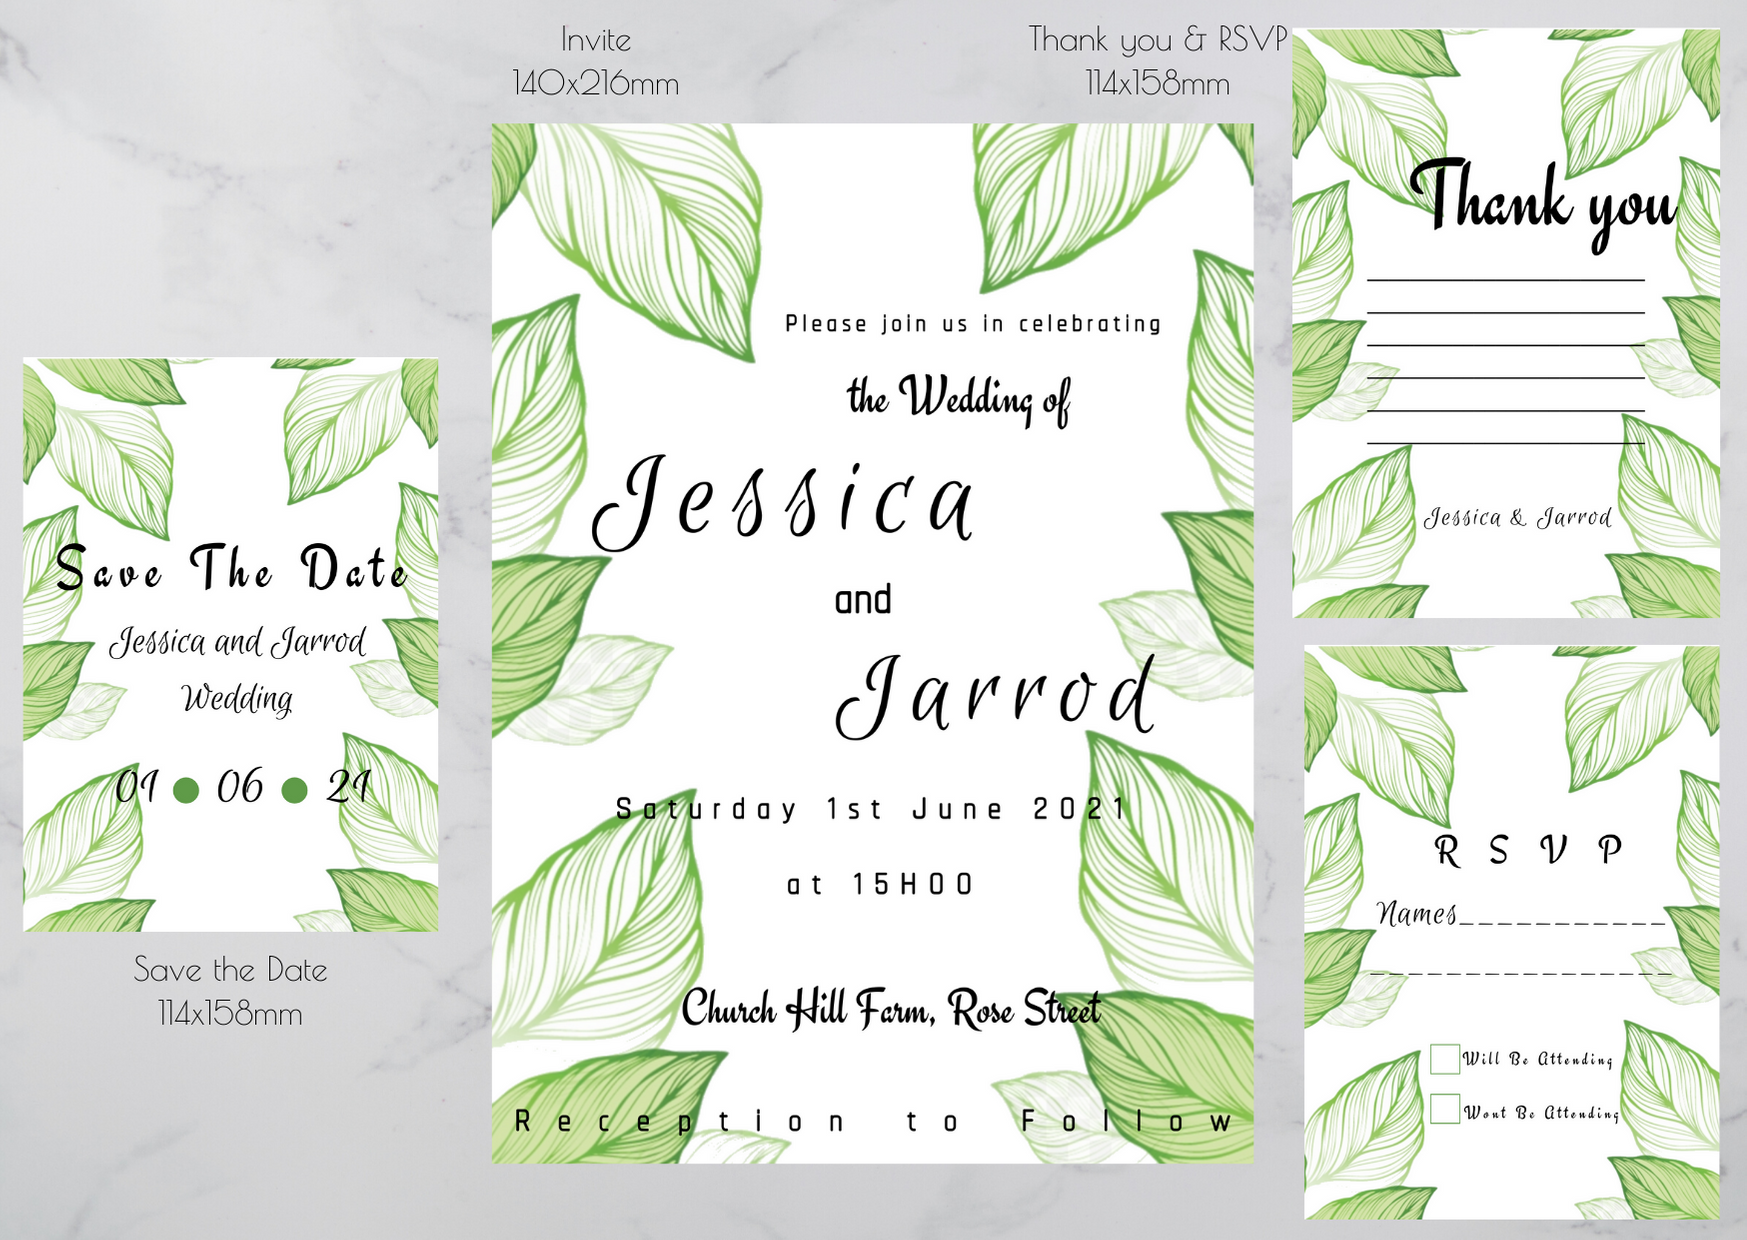 Invite
140x216mm
Thank you & RSVP
114x158mm
Save The Date
Jessica and Jarrod
Wedding
01 ● 06 ● 21
Save the Date
114x158mm
Please join us in celebrating
the Wedding of
Jessica
and
Jarrod
Saturday 1st June 2021
at 15H00
Church Hill Farm, Rose Street
Reception to Follow
Thank you
Jessica & Jarrod
RSVP
Names___________
Will Be Attending
Wont Be Attending